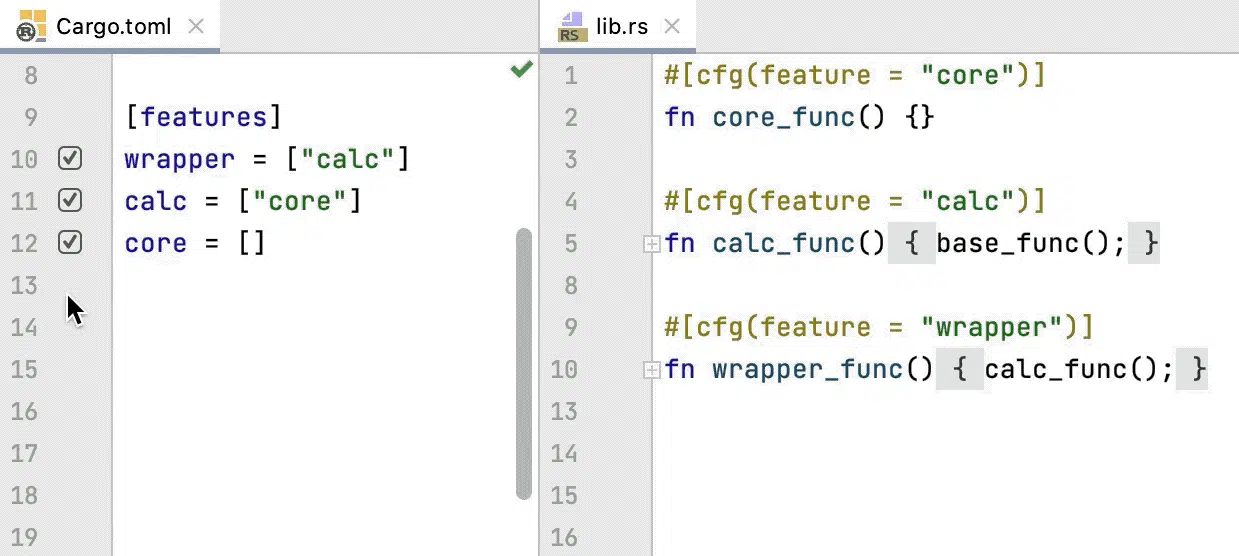 Cargo.toml
8
9 [features]
10 wrapper = ["calc"]
11 calc = ["core"]
12 core = []
13
14
15
16
17
18
19
RS lib.rs
1 #[cfg(feature = "core")]
2 fn core_func() {}
3
4 #[cfg(feature = "calc")]
5 fn calc_func() { base_func(); }
8
9 #[cfg(feature = "wrapper")]
10 fn wrapper_func() { calc_func(); }
13
14
15
16